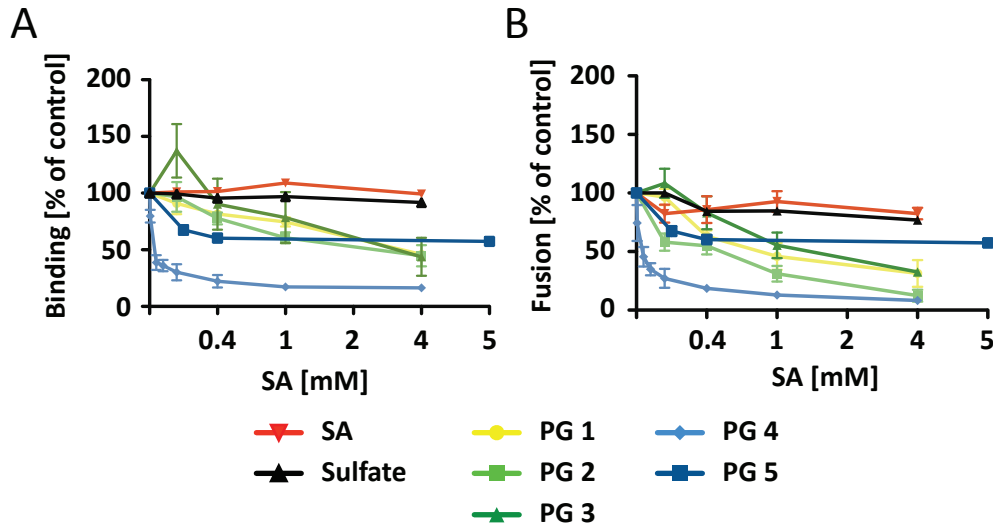 A
B
Binding [% of control]
200
150
100
50
0
0.4
1
2
4
5
SA [mM]
Fusion [% of control]
200
150
100
50
0
0.4
1
2
4
5
SA [mM]
SA
PG 1
PG 4
Sulfate
PG 2
PG 5
PG 3